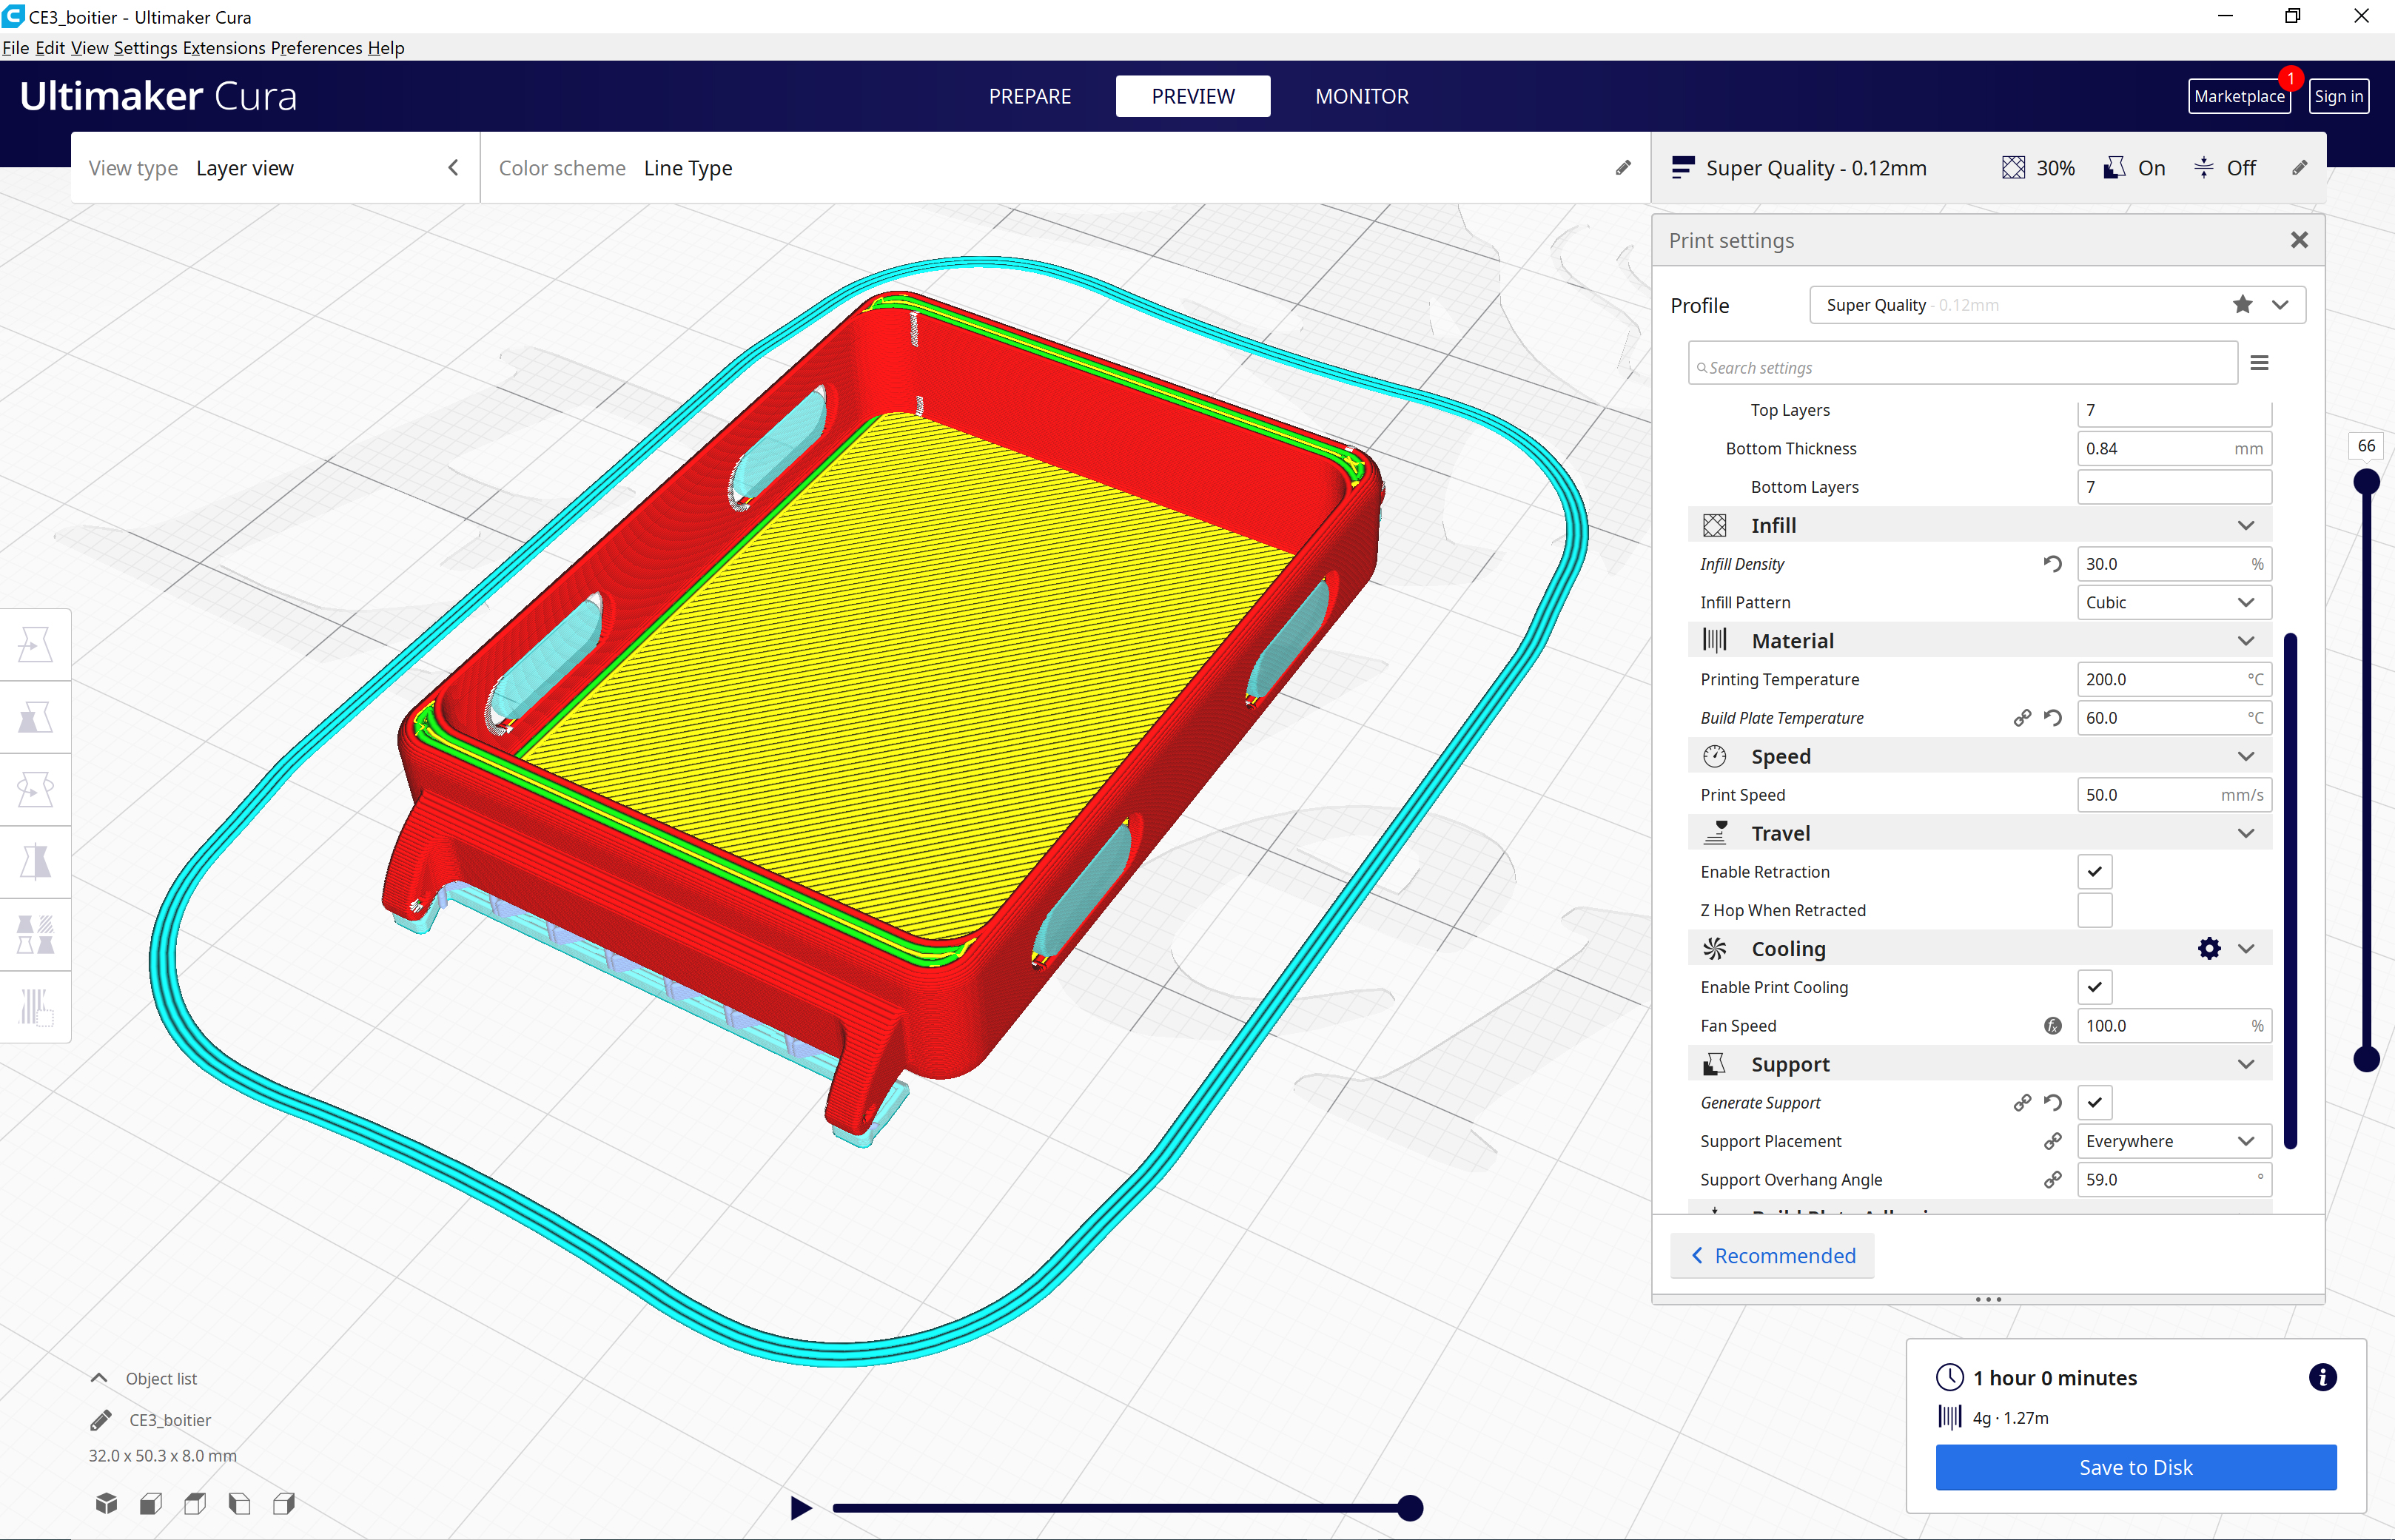 CE3_boitier - Ultimaker Cura
File Edit View Settings Extensions Preferences Help
Ultimaker Cura
PREPARE
PREVIEW
MONITOR
Marketplace
1
Sign in
View type Layer view
Color scheme Line Type
Super Quality - 0.12mm
30%
On
Off
Print settings
Profile
Super Quality - 0.12mm
Search settings
Top Layers 7
Bottom Thickness 0.84 mm
Bottom Layers 7
Infill
Infill Density 30.0 %
Infill Pattern Cubic
Material
Printing Temperature 200.0 °C
Build Plate Temperature 60.0 °C
Speed
Print Speed 50.0 mm/s
Travel
Enable Retraction
Z Hop When Retracted
Cooling
Enable Print Cooling
Fan Speed 100.0 %
Support
Generate Support
Support Placement Everywhere
Support Overhang Angle 59.0 °
Recommended
66
Object list
CE3_boitier
32.0 x 50.3 x 8.0 mm
1 hour 0 minutes
4g · 1.27m
Save to Disk